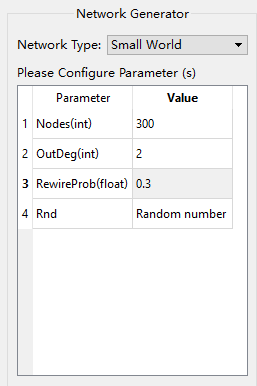 Network Generator
Network Type: Small World
Please Configure Parameter (s)
Parameter Value
1 Nodes(int) 300
2 OutDeg(int) 2
3 RewireProb(float) 0.3
4 Rnd Random number